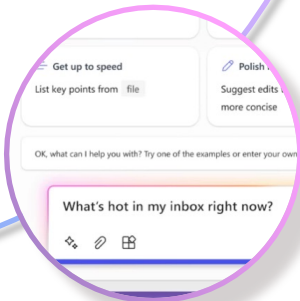 Get up to speed
Polish
List key points from file
Suggest edits
more concise
OK, what can I help you with? Try one of the examples or enter your own
What's hot in my inbox right now?